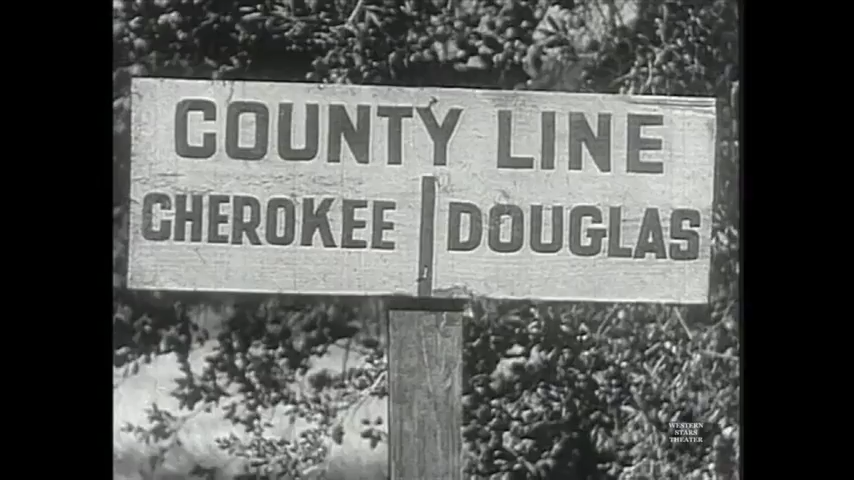 COUNTY LINE
CHEROKEE | DOUGLAS
WESTERN
STARS
THEATER